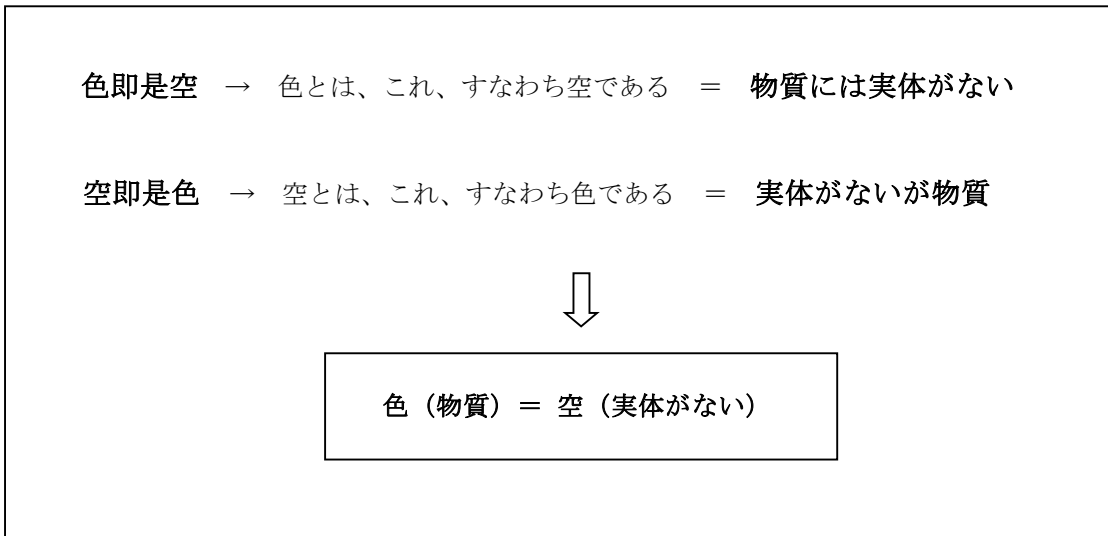 色即是空 → 色とは、これ、すなわち空である = 物質には実体がない
空即是色 → 空とは、これ、すなわち色である = 実体がないが物質
色（物質）＝ 空（実体がない）